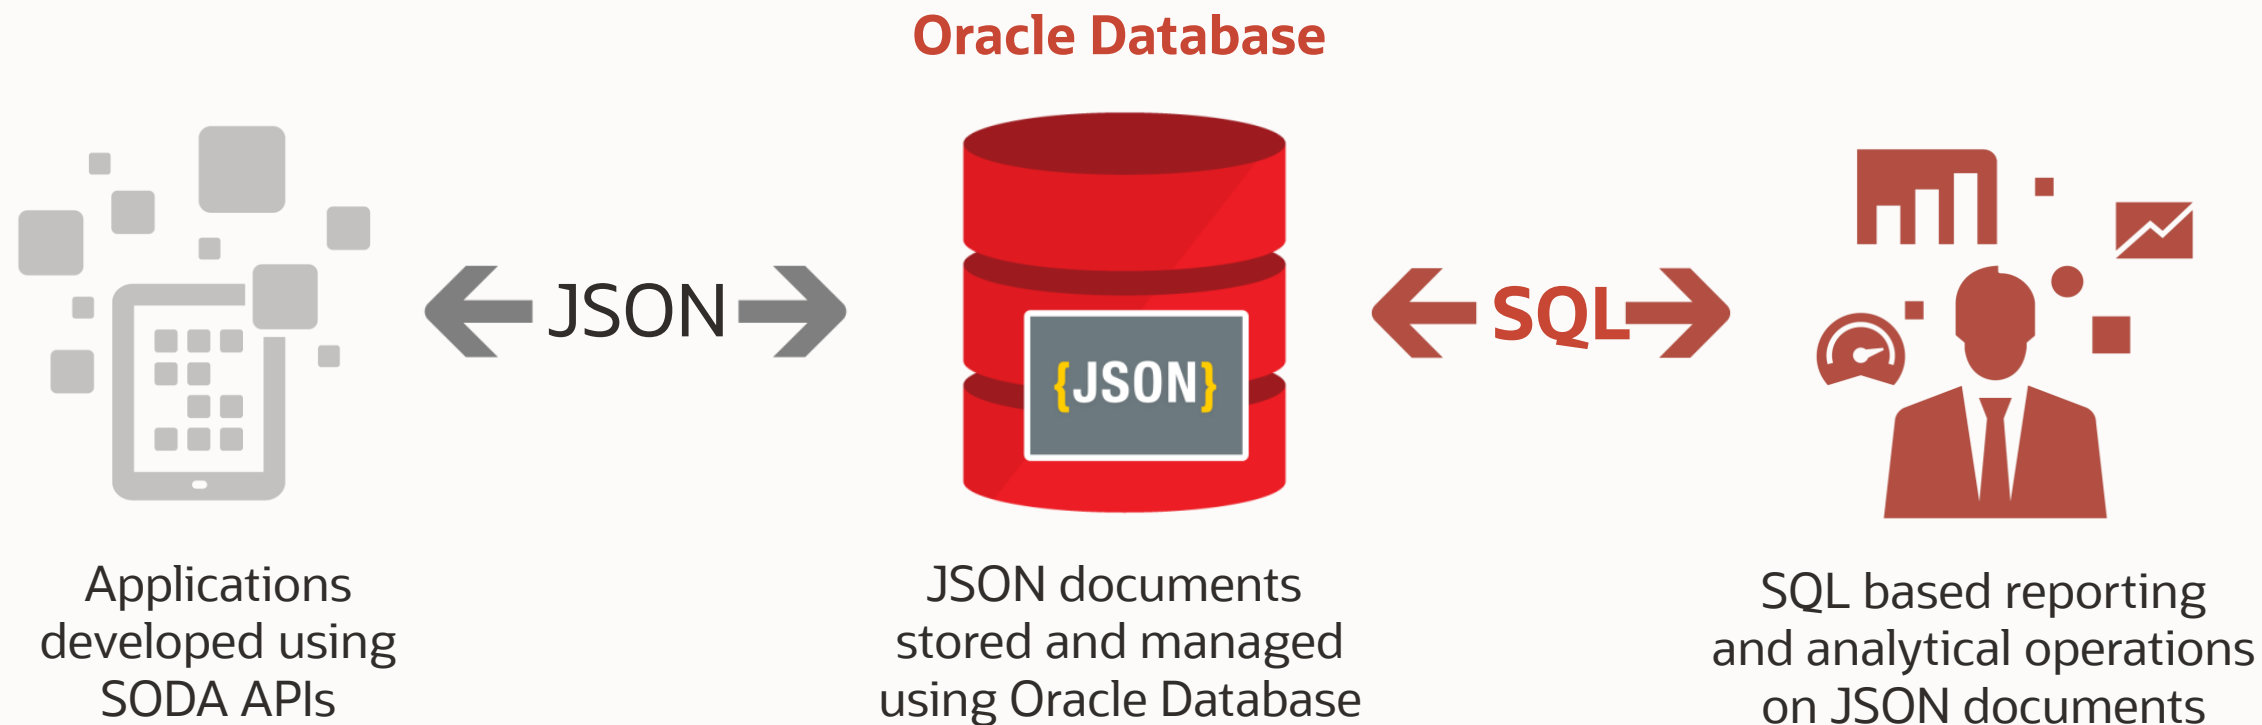 Oracle Database
JSON
{JSON}
SQL
Applications
developed using
SODA APIs
JSON documents
stored and managed
using Oracle Database
SQL based reporting
and analytical operations
on JSON documents